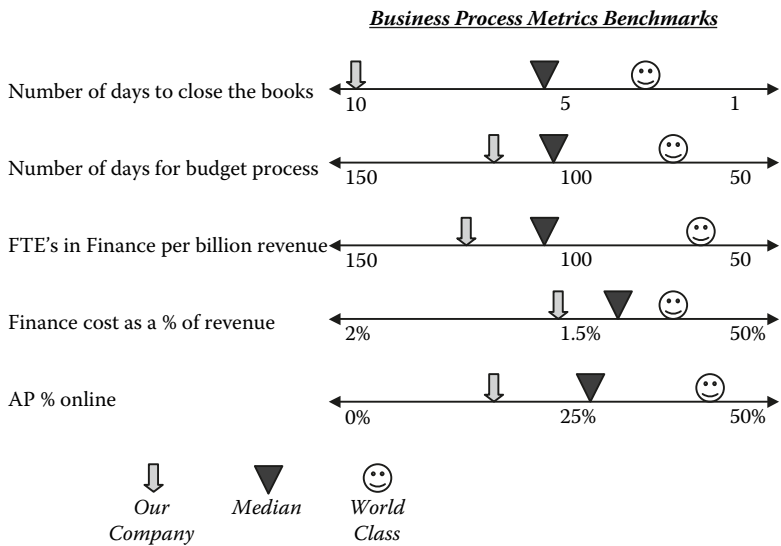 Business Process Metrics Benchmarks
Number of days to close the books
10 5 1
Number of days for budget process
150 100 50
FTE's in Finance per billion revenue
150 100 50
Finance cost as a % of revenue
2% 1.5% 50%
AP % online
0% 25% 50%
Our Company
Median
World Class